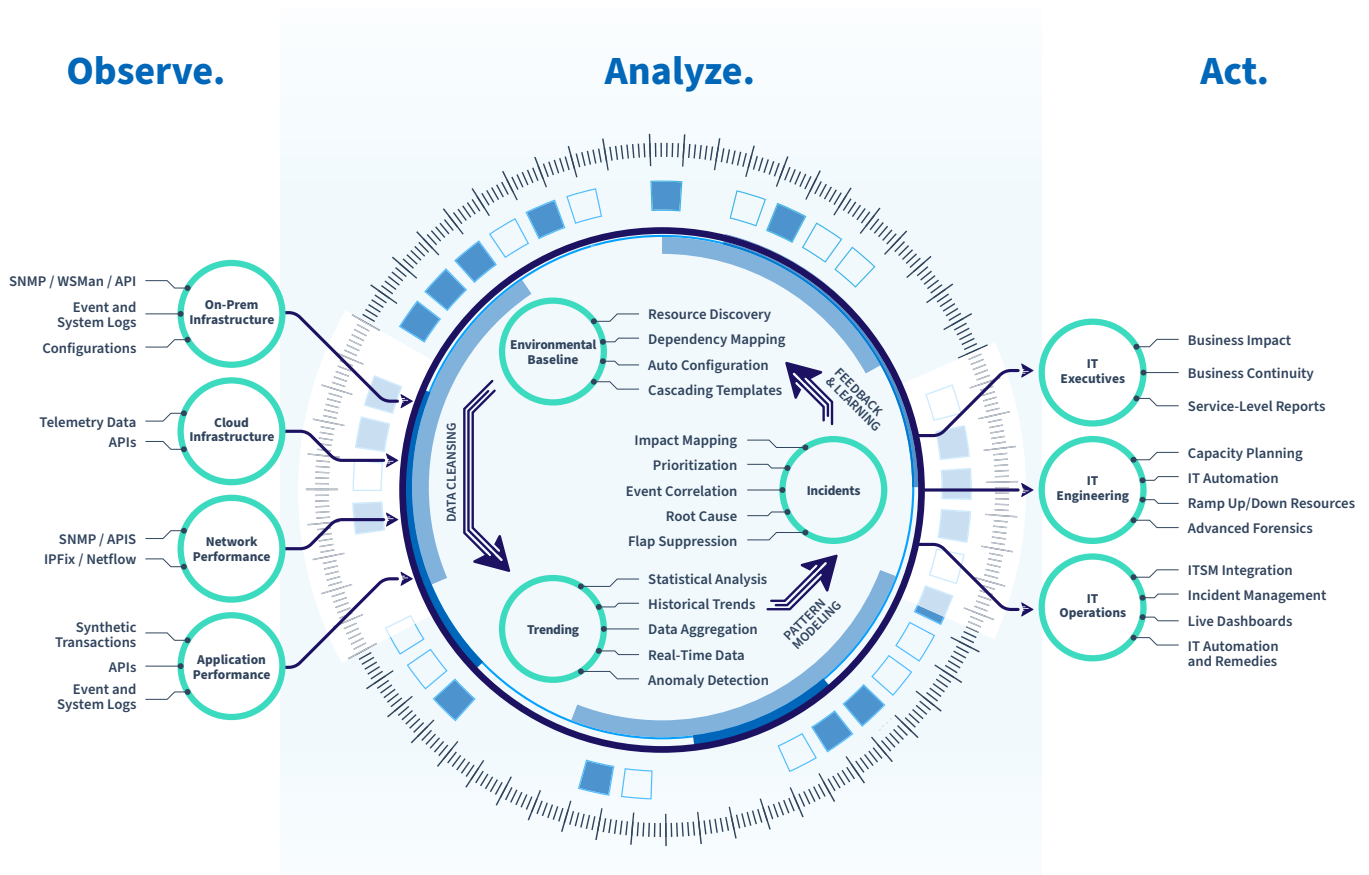 Observe.
Analyze.
Act.
SNMP / WSMan / API
Event and
System Logs
Configurations
On-Prem
Infrastructure
Telemetry Data
APIs
Cloud
Infrastructure
SNMP / APIS
IPFix / Netflow
Network
Performance
Synthetic
Transactions
APIs
Event and
System Logs
Application
Performance
Environmental
Baseline
Resource Discovery
Dependency Mapping
Auto Configuration
Cascading Templates
DATA CLEANSING
FEEDBACK
& LEARNING
Impact Mapping
Prioritization
Event Correlation
Root Cause
Flap Suppression
Incidents
Trending
Statistical Analysis
Historical Trends
Data Aggregation
Real-Time Data
Anomaly Detection
PATTERN
MODELING
IT
Executives
Business Impact
Business Continuity
Service-Level Reports
IT
Engineering
Capacity Planning
IT Automation
Ramp Up/Down Resources
Advanced Forensics
IT
Operations
ITSM Integration
Incident Management
Live Dashboards
IT Automation
and Remedies